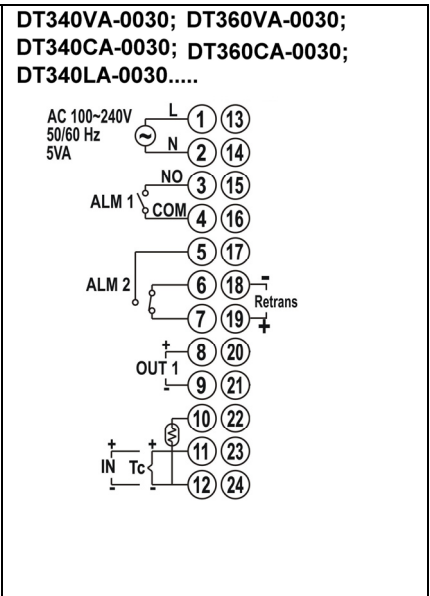 DT340VA-0030; DT360VA-0030;
DT340CA-0030; DT360CA-0030;
DT340LA-0030.....
AC 100~240V
50/60 Hz
5VA
L
~
N
1 13
2 14
NO
ALM 1
COM
3 15
4 16
5 17
ALM 2
6 18 -
Retrans
7 19 +
+
OUT 1
-
8 20
9 21
10 22
+ +
IN Tc
- -
11 23
12 24